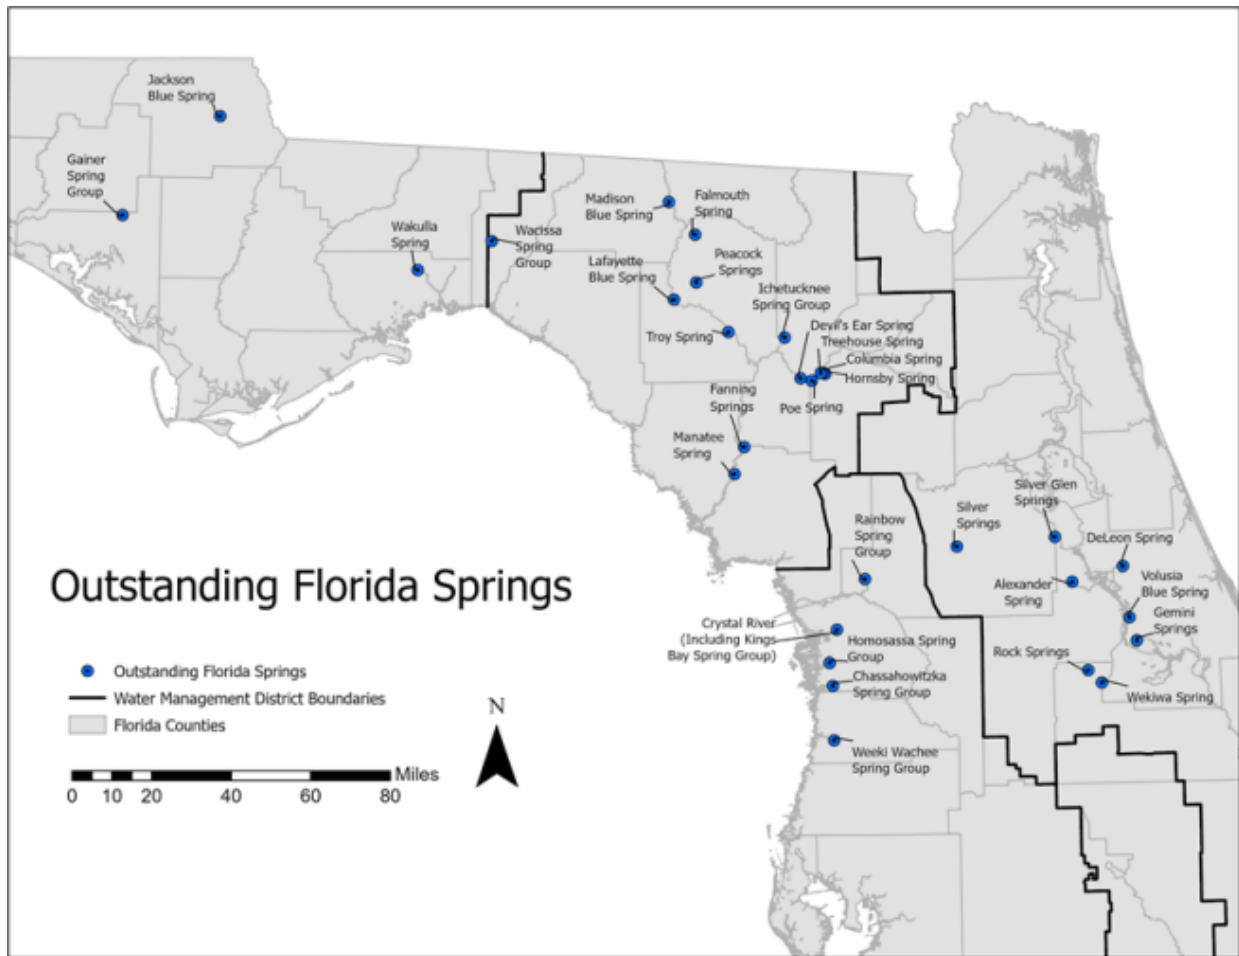 Jackson
Blue Spring
Gainer
Spring
Group
Wakulla
Spring
Wacissa
Spring
Group
Madison
Blue Spring
Falmouth
Spring
Lafayette
Blue Spring
Peacock
Springs
Ichetucknee
Spring Group
Troy Spring
Devil's Ear Spring
Treehouse Spring
Columbia Spring
Hornsby Spring
Poe Spring
Fanning
Springs
Manatee
Spring
Rainbow
Spring
Group
Silver
Springs
Silver Glen
Springs
DeLeon Spring
Alexander
Spring
Volusia
Blue Spring
Gemini
Springs
Rock Springs
Wekiwa Spring
Crystal River
(Including Kings
Bay Spring Group)
Homosassa Spring
Group
Chassahowitzka
Spring Group
Weeki Wachee
Spring Group
Outstanding Florida Springs
Outstanding Florida Springs
Water Management District Boundaries
Florida Counties
N
Miles
0 10 20 40 60 80